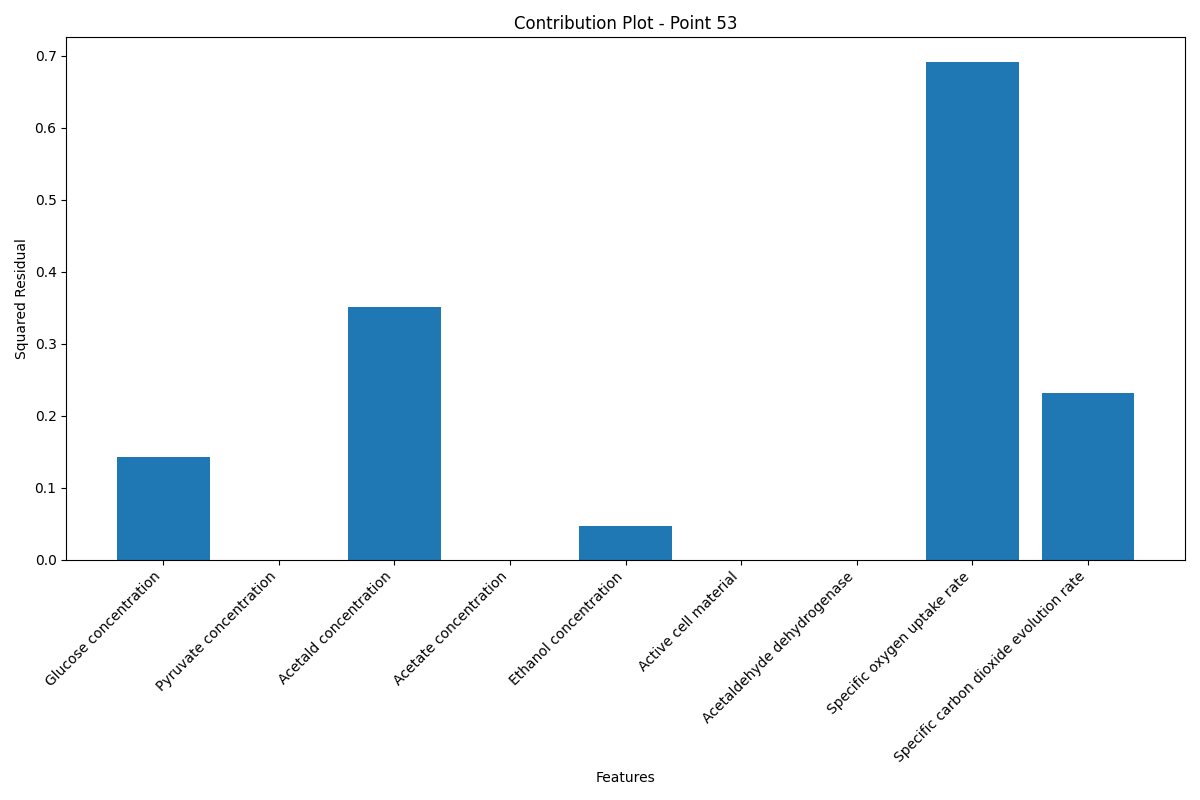 Contribution Plot - Point 53
Squared Residual
0.7
0.6
0.5
0.4
0.3
0.2
0.1
0.0
Glucose concentration
Pyruvate concentration
Acetald concentration
Acetate concentration
Ethanol concentration
Active cell material
Acetaldehyde dehydrogenase
Specific oxygen uptake rate
Specific carbon dioxide evolution rate
Features